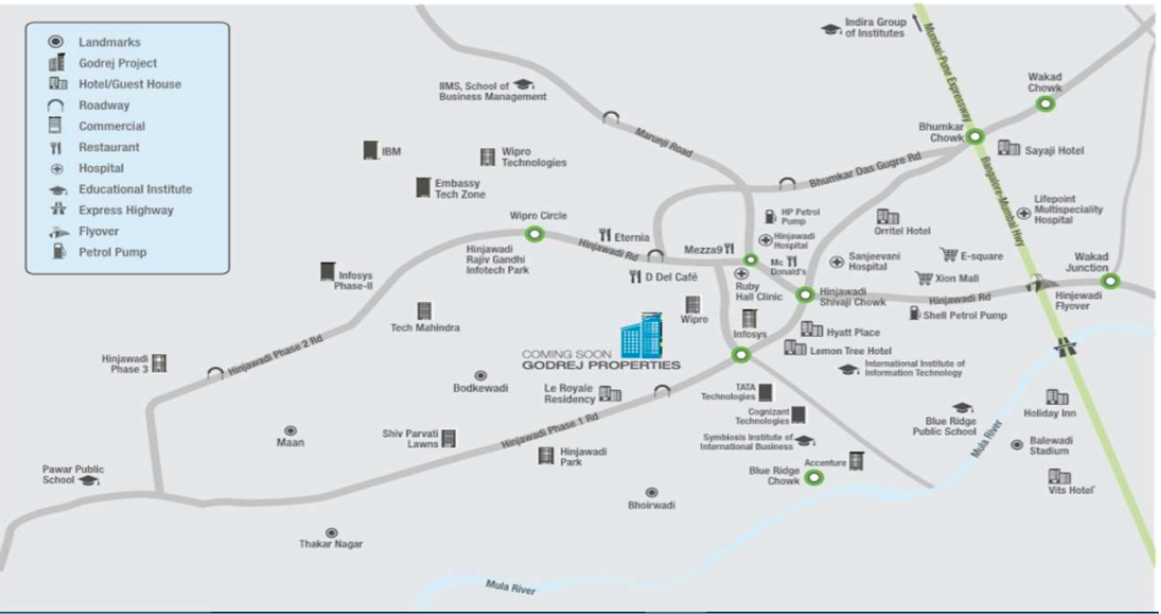 Landmarks
Godrej Project
Hotel/Guest House
Roadway
Commercial
Restaurant
Hospital
Educational Institute
Express Highway
Flyover
Petrol Pump
Indira Group
of Institutes
Mumbai-Pune Expressway
Wakad
Chowk
IIMS, School of
Business Management
Marunji Road
Bhumkar
Chowk
Sayaji Hotel
IBM
Wipro
Technologies
Bhumkar Das Gugre Rd
Bangalore-Mumbai Hwy
Embassy
Tech Zone
Lifepoint
Multispeciality
Hospital
Wipro Circle
HP Petrol
Pump
Orritel Hotel
Eternia
Hinjawadi
Hospital
Hinjawadi Rd
Mezza9
Hinjawadi
Rajiv Gandhi
Infotech Park
Mc
Donald's
Sanjeevani
Hospital
E-square
Wakad
Junction
Infosys
Phase-II
D Del Café
Ruby
Hall Clinic
Xion Mall
Hinjawadi
Shivaji Chowk
Hinjawadi Rd
Hinjewadi
Flyover
Shell Petrol Pump
Tech Mahindra
Wipro
Infosys
Hyatt Place
Lemon Tree Hotel
Hinjawadi Phase 2 Rd
COMING SOON
GODREJ PROPERTIES
Hinjawadi
Phase 3
International Institute of
Information Technology
Bodkewadi
Le Royale
Residency
TATA
Technologies
Cognizant
Technologies
Holiday Inn
Blue Ridge
Public School
Mula River
Maan
Shiv Parvati
Lawns
Hinjawadi Phase 1 Rd
Symbiosis Institute of
International Business
Balewadi
Stadium
Hinjawadi
Park
Accenture
Pawar Public
School
Blue Ridge
Chowk
Vits Hotel'
Bhoirwadi
Thakar Nagar
Mula River